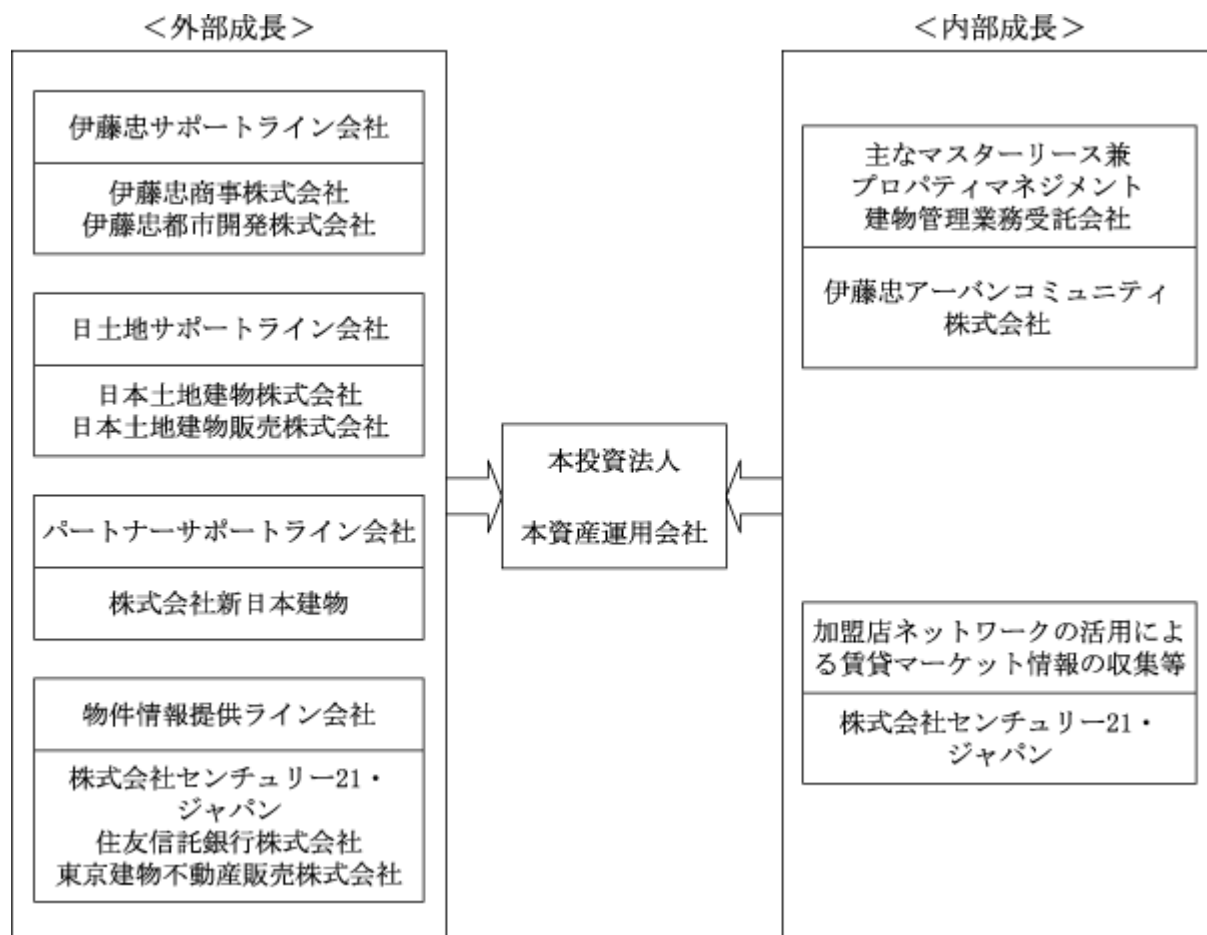 ＜外部成長＞
伊藤忠サポートライン会社
伊藤忠商事株式会社
伊藤忠都市開発株式会社
日土地サポートライン会社
日本土地建物株式会社
日本土地建物販売株式会社
パートナーサポートライン会社
株式会社新日本建物
物件情報提供ライン会社
株式会社センチュリー21・
ジャパン
住友信託銀行株式会社
東京建物不動産販売株式会社
本投資法人
本資産運用会社
＜内部成長＞
主なマスターリース兼
プロパティマネジメント
建物管理業務受託会社
伊藤忠アーバンコミュニティ
株式会社
加盟店ネットワークの活用によ
る賃貸マーケット情報の収集等
株式会社センチュリー21・
ジャパン